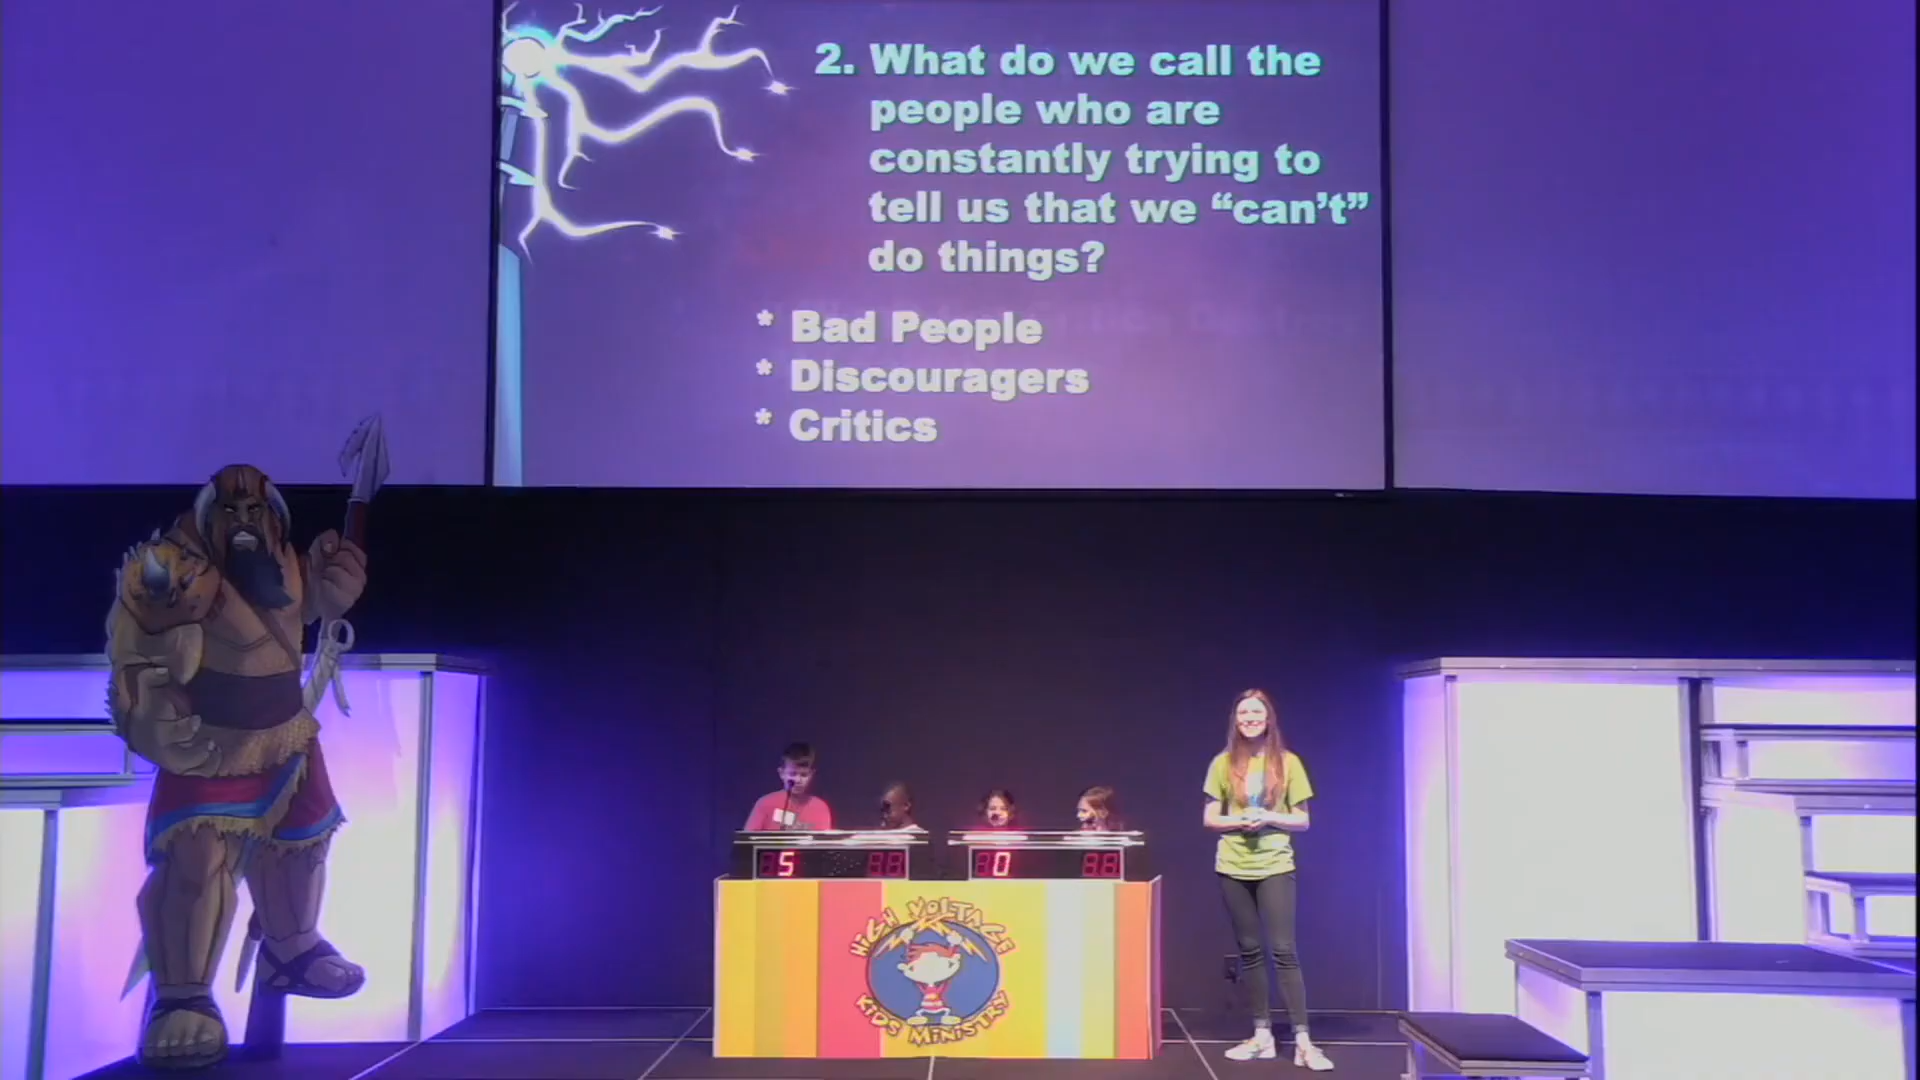 2. What do we call the
people who are
constantly trying to
tell us that we “can’t”
do things?
* Bad People
* Discouragers
* Critics
5
0
HIGH VOLTAGE
KIDS MINISTRY